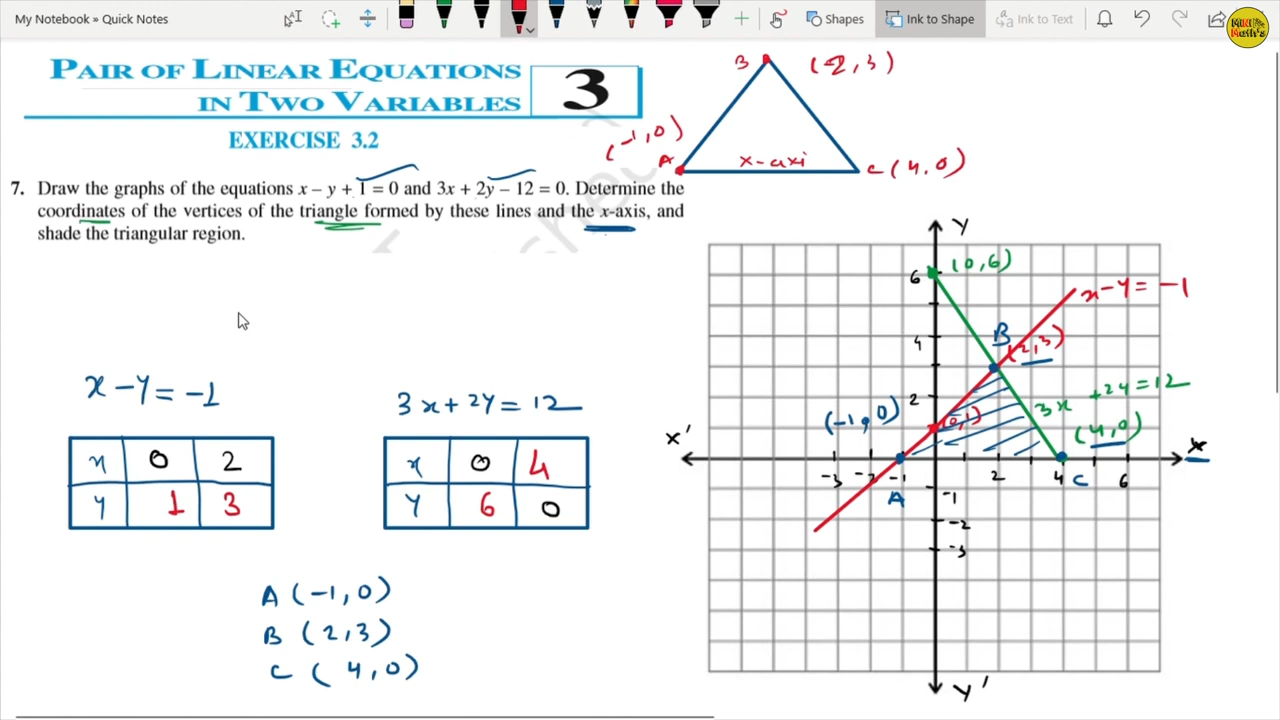 My Notebook » Quick Notes
Shapes
Ink to Shape
Ink to Text
MIKI Math's
PAIR OF LINEAR EQUATIONS
IN TWO VARIABLES
3
EXERCISE 3.2
7. Draw the graphs of the equations x – y + 1 = 0 and 3x + 2y – 12 = 0. Determine the
coordinates of the vertices of the triangle formed by these lines and the x-axis, and
shade the triangular region.
B (2,3)
(-1,0)
A x-axi C (4,0)
x - y = -1
x 0 2
y 1 3
3x + 2y = 12
x 0 4
y 6 0
A (-1,0)
B (2,3)
C (4,0)
Y
6 (0,6)
x-y = -1
B
4 (2,3)
3x +2y = 12
2
(-1,0) (0,1) (4,0)
x' x
-3 -2 -1 2 4 C 6
A -1
-2
-3
Y'